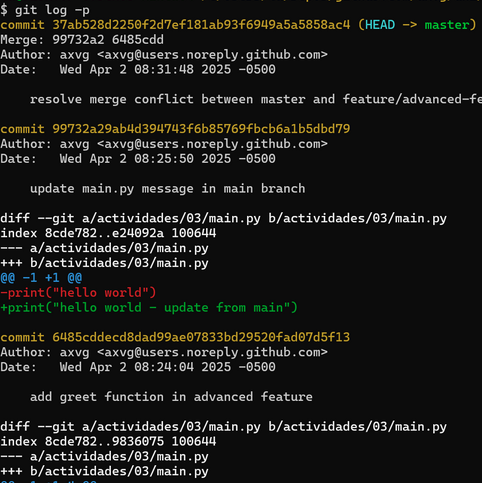 $ git log -p
commit 37ab528d2250f2d7ef181ab93f6949a5a5858ac4 (HEAD -> master)
Merge: 99732a2 6485cdd
Author: axvg <axvg@users.noreply.github.com>
Date:   Wed Apr 2 08:31:48 2025 -0500
resolve merge conflict between master and feature/advanced-fe
commit 99732a29ab4d394743f6b85769fbcb6a1b5dbd79
Author: axvg <axvg@users.noreply.github.com>
Date:   Wed Apr 2 08:25:50 2025 -0500
update main.py message in main branch
diff --git a/actividades/03/main.py b/actividades/03/main.py
index 8cde782..e24092a 100644
--- a/actividades/03/main.py
+++ b/actividades/03/main.py
@@ -1 +1 @@
-print("hello world")
+print("hello world - update from main")
commit 6485cddecd8dad99ae07833bd29520fad07d5f13
Author: axvg <axvg@users.noreply.github.com>
Date:   Wed Apr 2 08:24:04 2025 -0500
add greet function in advanced feature
diff --git a/actividades/03/main.py b/actividades/03/main.py
index 8cde782..9836075 100644
--- a/actividades/03/main.py
+++ b/actividades/03/main.py